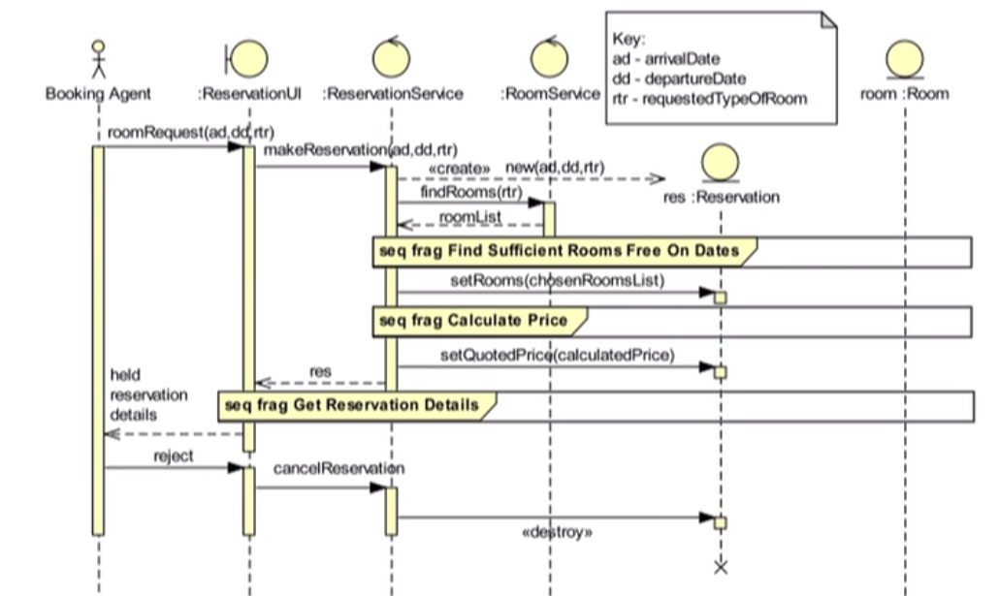 Key:
ad - arrivalDate
dd - departureDate
rtr - requestedTypeOfRoom
Booking Agent
:ReservationUI
:ReservationService
:RoomService
room :Room
roomRequest(ad,dd,rtr)
makeReservation(ad,dd,rtr)
«create» new(ad,dd,rtr)
res :Reservation
findRooms(rtr)
roomList
seq frag Find Sufficient Rooms Free On Dates
setRooms(chosenRoomsList)
seq frag Calculate Price
setQuotedPrice(calculatedPrice)
res
held
reservation
details
seq frag Get Reservation Details
reject
cancelReservation
«destroy»